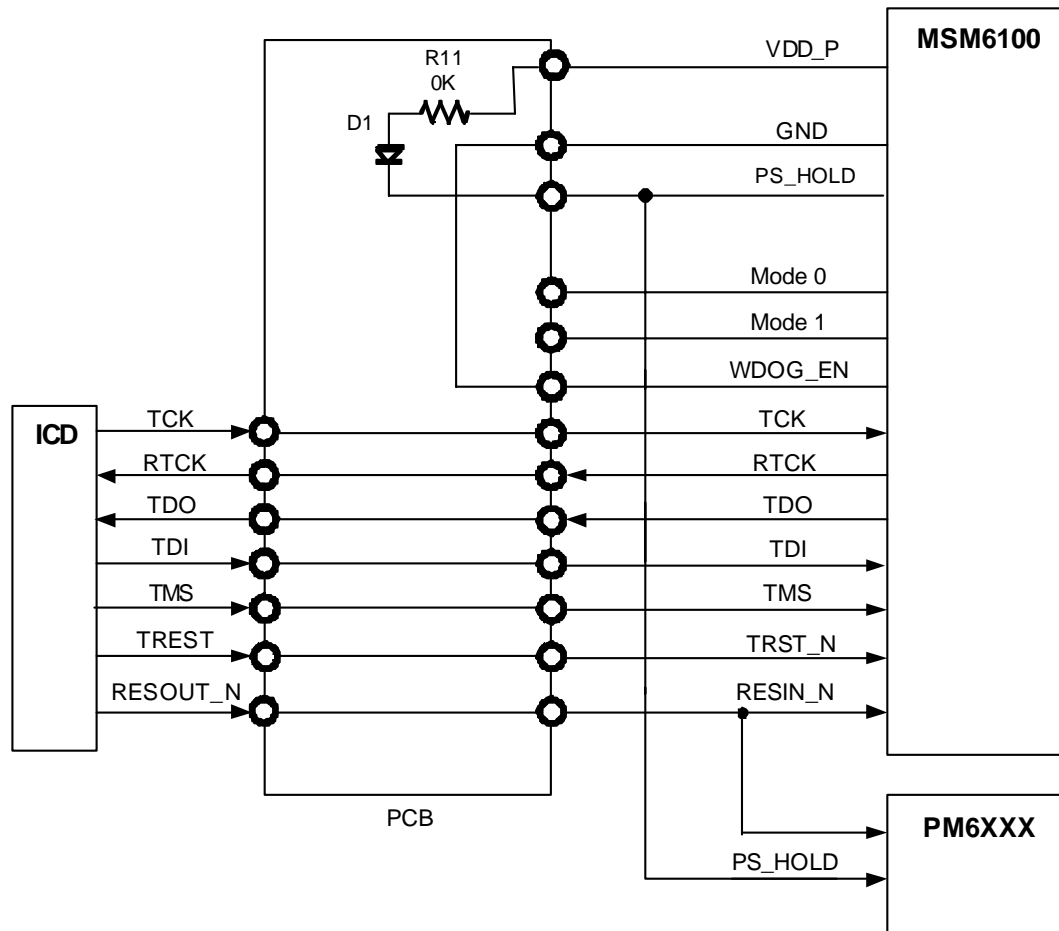 MSM6100
R11
0K
VDD_P
D1
GND
PS_HOLD
Mode 0
Mode 1
WDOG_EN
ICD
TCK
TCK
RTCK
RTCK
TDO
TDO
TDI
TDI
TMS
TMS
TREST
TRST_N
RESOUT_N
RESIN_N
PCB
PM6XXX
PS_HOLD